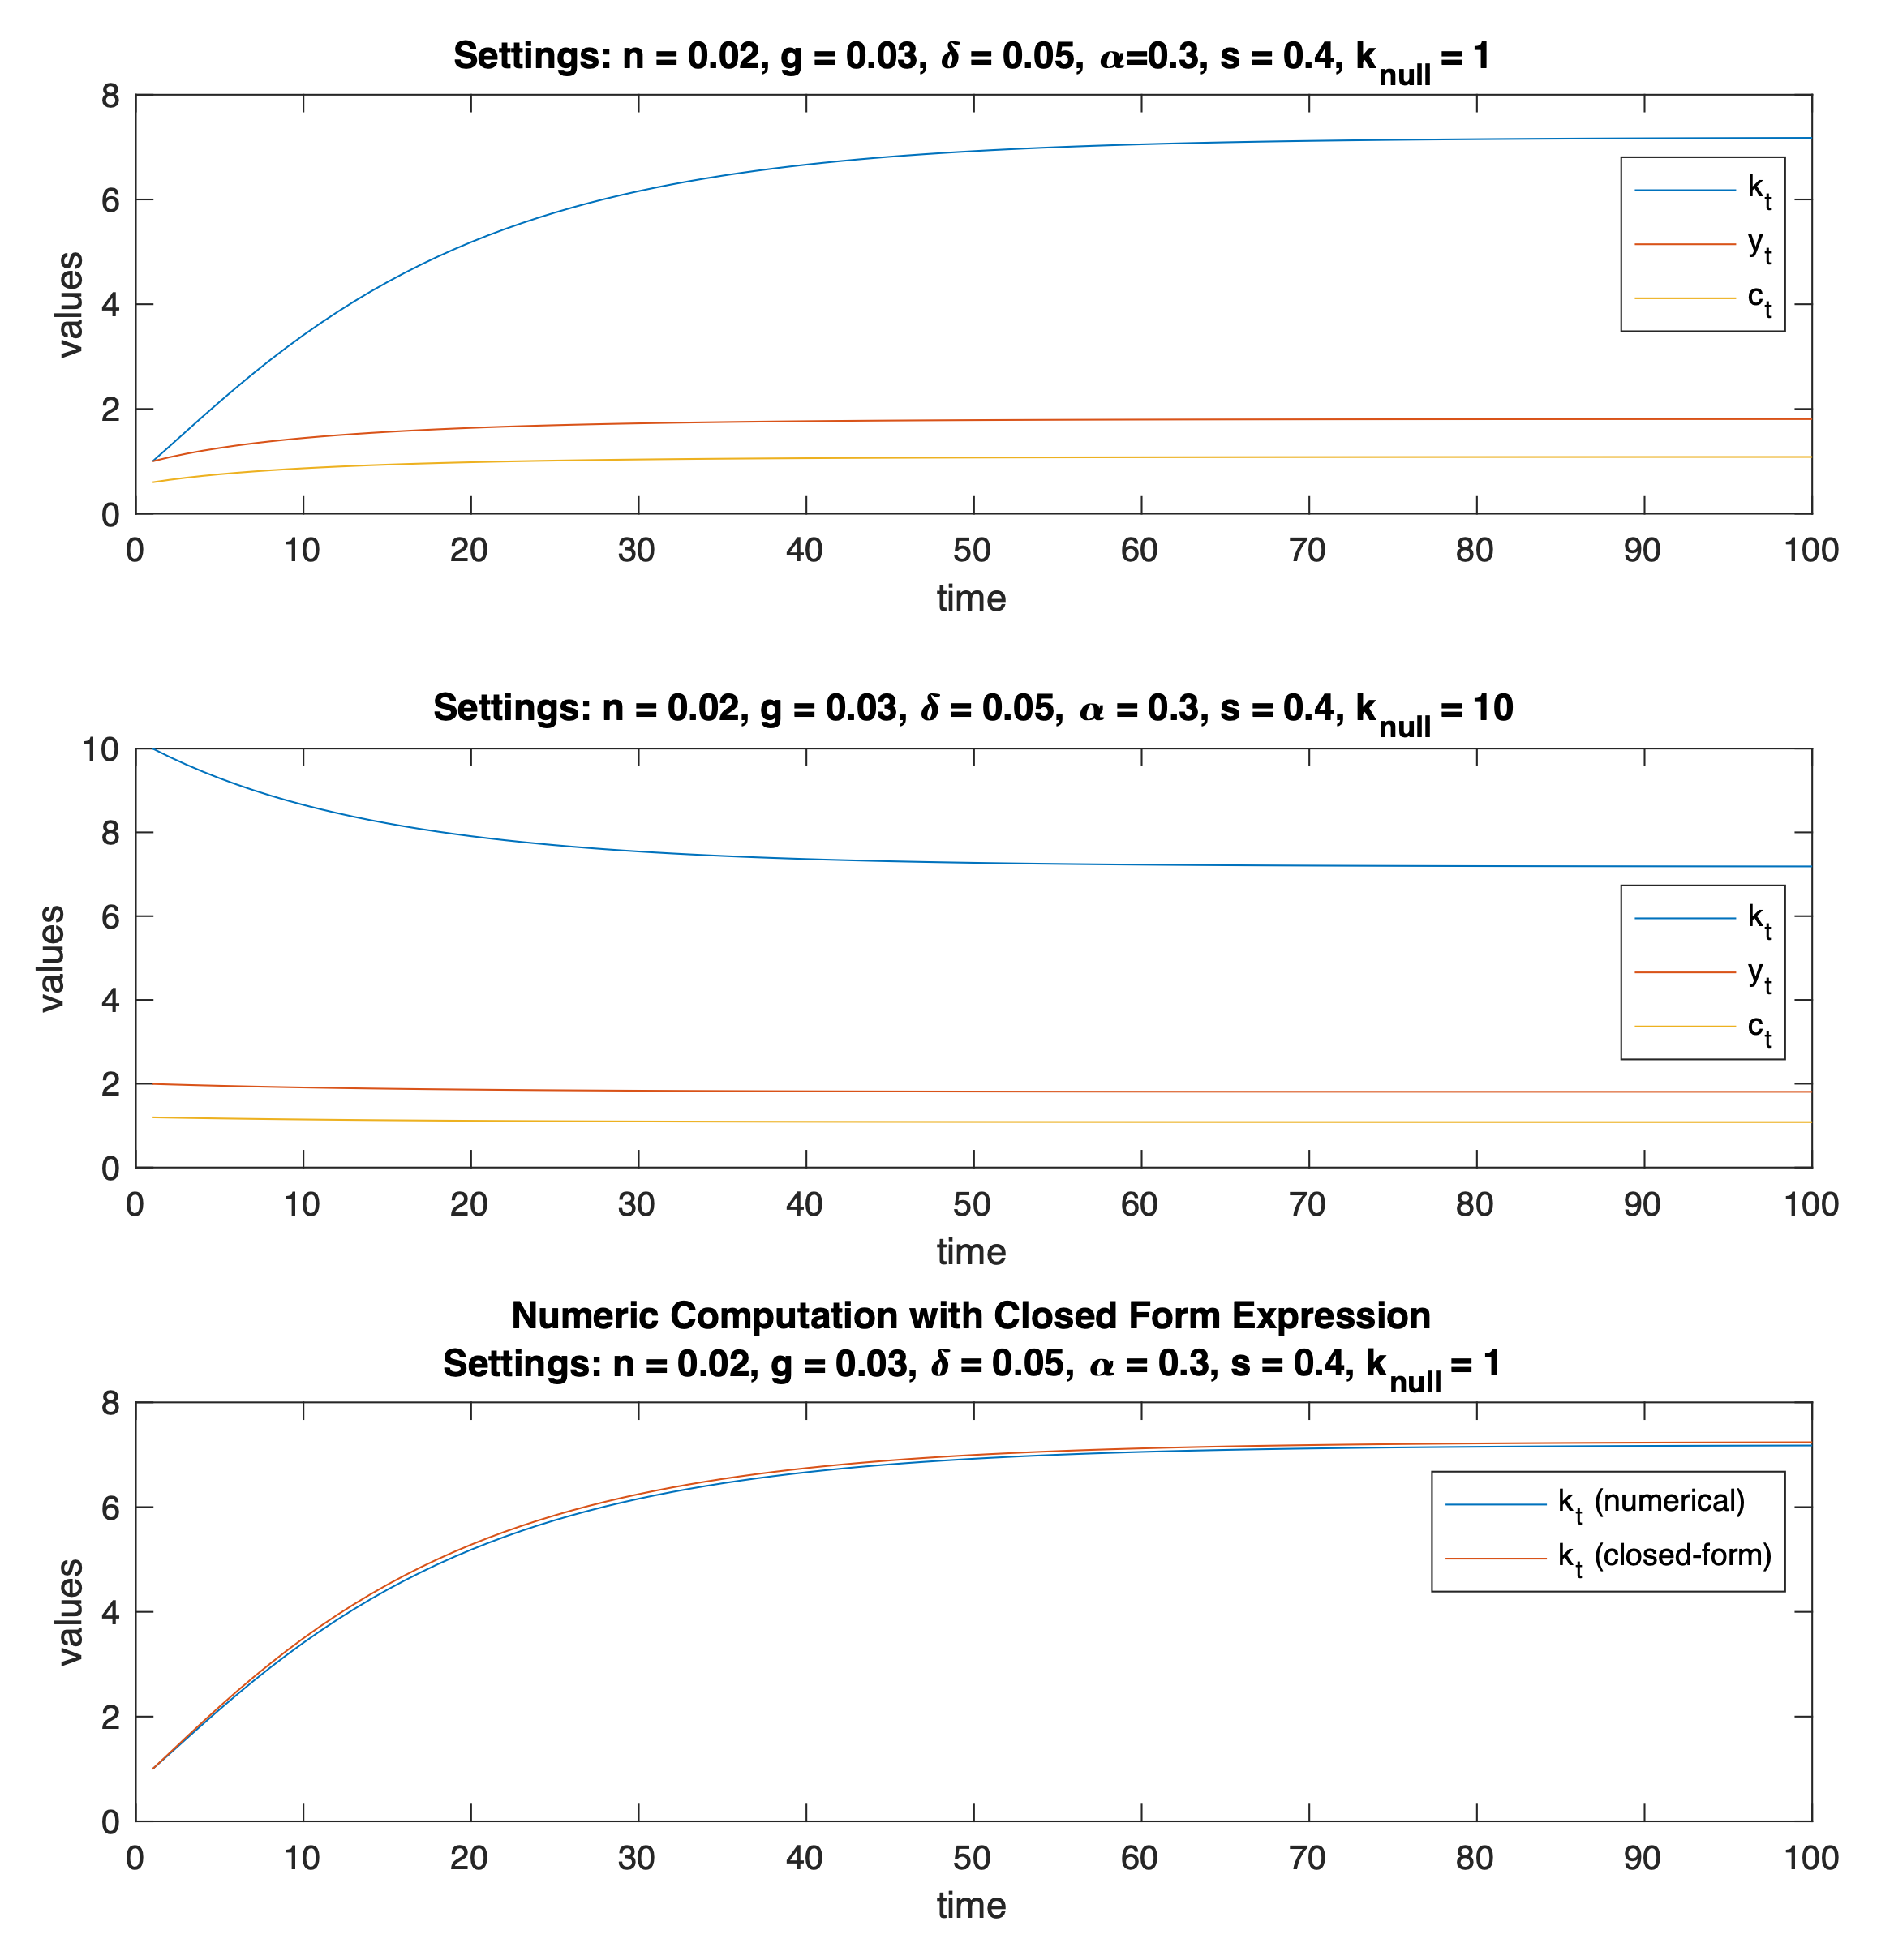 Settings: n = 0.02, g = 0.03, δ = 0.05, α=0.3, s = 0.4, k_null = 1
8
6
4
2
0
values
k_t
y_t
c_t
0 10 20 30 40 50 60 70 80 90 100
time
Settings: n = 0.02, g = 0.03, δ = 0.05, α = 0.3, s = 0.4, k_null = 10
10
8
6
4
2
0
values
k_t
y_t
c_t
0 10 20 30 40 50 60 70 80 90 100
time
Numeric Computation with Closed Form Expression
Settings: n = 0.02, g = 0.03, δ = 0.05, α = 0.3, s = 0.4, k_null = 1
8
6
4
2
0
values
k_t (numerical)
k_t (closed-form)
0 10 20 30 40 50 60 70 80 90 100
time